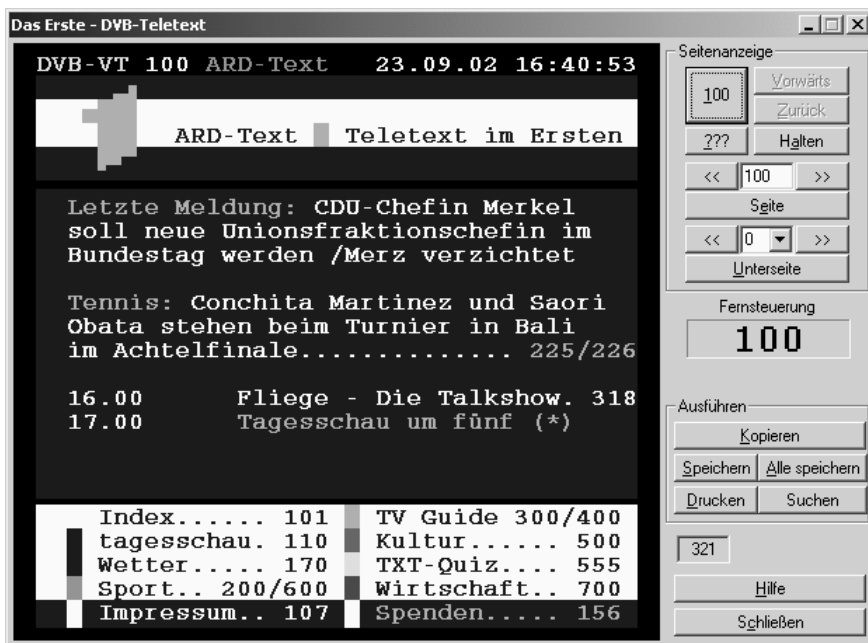 Das Erste - DVB-Teletext
DVB-VT 100 ARD-Text 23.09.02 16:40:53
ARD-Text Teletext im Ersten
Letzte Meldung: CDU-Chefin Merkel
soll neue Unionsfraktionschefin im
Bundestag werden /Merz verzichtet
Tennis: Conchita Martinez und Saori
Obata stehen beim Turnier in Bali
im Achtelfinale.............. 225/226
16.00 Fliege - Die Talkshow. 318
17.00 Tagesschau um fünf (*)
Index...... 101 TV Guide 300/400
tagesschau. 110 Kultur...... 500
Wetter..... 170 TXT-Quiz.... 555
Sport.. 200/600 Wirtschaft.. 700
Impressum.. 107 Spenden..... 156
Seitenanzeige
100 Vorwärts
Zurück
??? Halten
<< 100 >>
Seite
<< 0 >>
Unterseite
Fernsteuerung
100
Ausführen
Kopieren
Speichern Alle speichern
Drucken Suchen
321
Hilfe
Schließen